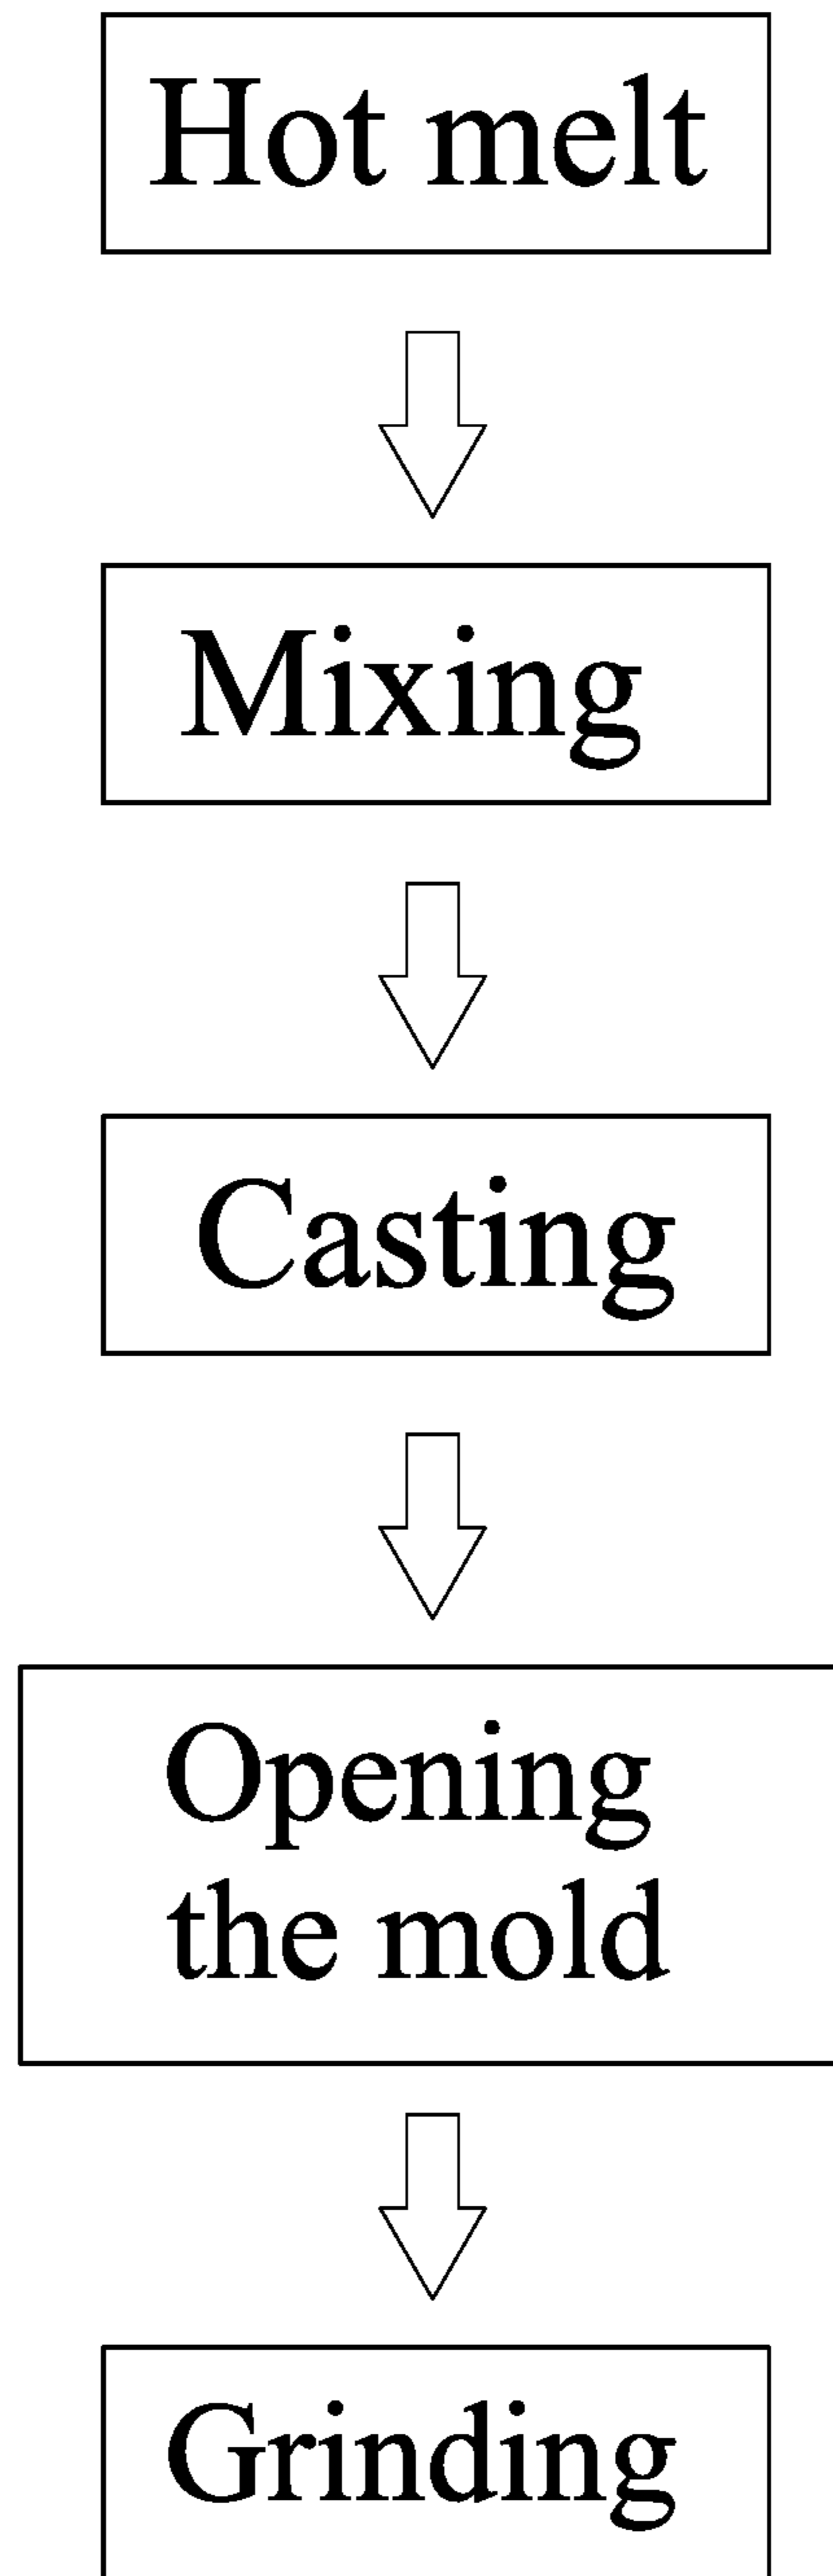 Hot melt
Mixing
Casting
Opening
the mold
Grinding